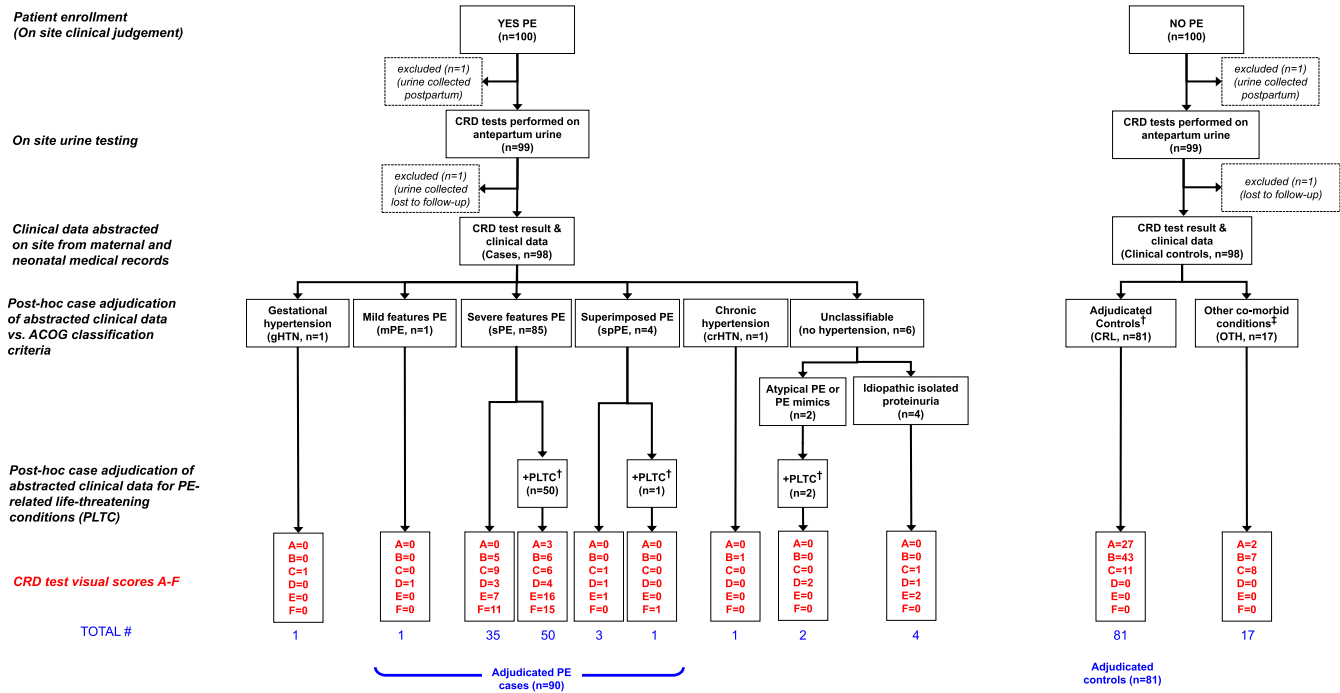 Patient enrollment
(On site clinical judgement)
YES PE
(n=100)
NO PE
(n=100)
excluded (n=1)
(urine collected
postpartum)
excluded (n=1)
(urine collected
postpartum)
On site urine testing
CRD tests performed on
antepartum urine
(n=99)
CRD tests performed on
antepartum urine
(n=99)
excluded (n=1)
(urine collected
lost to follow-up)
excluded (n=1)
(lost to follow-up)
Clinical data abstracted
on site from maternal and
neonatal medical records
CRD test result &
clinical data
(Cases, n=98)
CRD test result &
clinical data
(Clinical controls, n=98)
Post-hoc case adjudication
of abstracted clinical data
vs. ACOG classification
criteria
Gestational
hypertension
(gHTN, n=1)
Mild features PE
(mPE, n=1)
Severe features PE
(sPE, n=85)
Superimposed PE
(spPE, n=4)
Chronic
hypertension
(crHTN, n=1)
Unclassifiable
(no hypertension, n=6)
Adjudicated
Controls†
(CRL, n=81)
Other co-morbid
conditions‡
(OTH, n=17)
Atypical PE or
PE mimics
(n=2)
Idiopathic isolated
proteinuria
(n=4)
Post-hoc case adjudication of
abstracted clinical data for PE-
related life-threatening
conditions (PLTC)
+PLTC†
(n=50)
+PLTC†
(n=1)
+PLTC†
(n=2)
CRD test visual scores A-F
A=0
B=0
C=1
D=0
E=0
F=0
A=0
B=0
C=0
D=1
E=0
F=0
A=0
B=5
C=9
D=3
E=7
F=11
A=3
B=6
C=6
D=4
E=16
F=15
A=0
B=0
C=1
D=1
E=1
F=0
A=0
B=0
C=0
D=0
E=0
F=1
A=0
B=1
C=0
D=0
E=0
F=0
A=0
B=0
C=0
D=2
E=0
F=0
A=0
B=0
C=1
D=1
E=2
F=0
A=27
B=43
C=11
D=0
E=0
F=0
A=2
B=7
C=8
D=0
E=0
F=0
TOTAL #
1
1
35
50
3
1
1
2
4
81
17
Adjudicated PE
cases (n=90)
Adjudicated
controls (n=81)